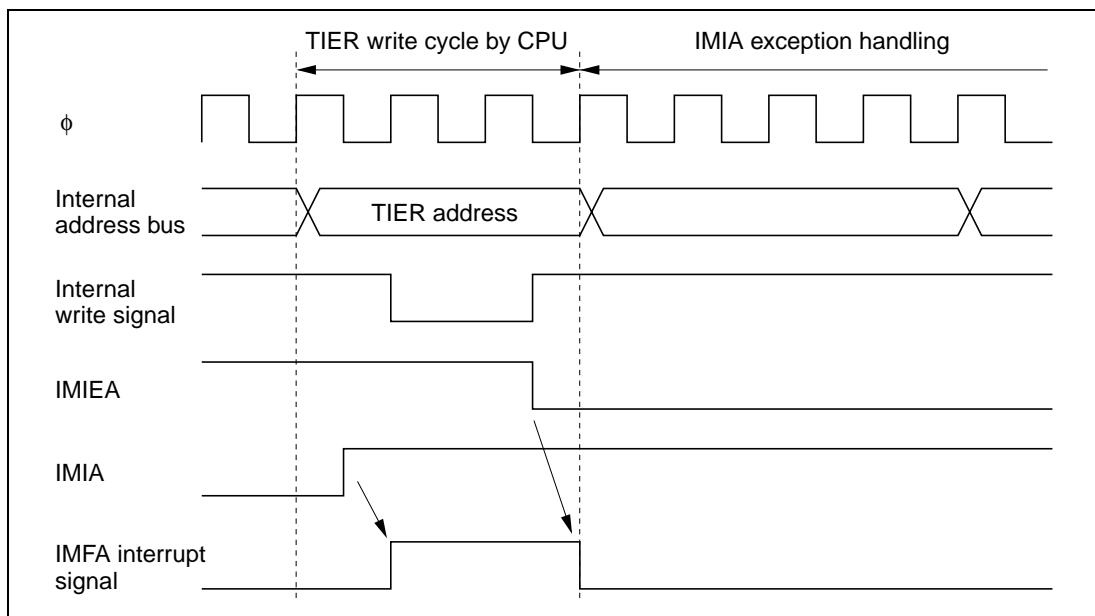 TIER write cycle by CPU
IMIA exception handling
ϕ
Internal
address bus
TIER address
Internal
write signal
IMIEA
IMIA
IMFA interrupt
signal